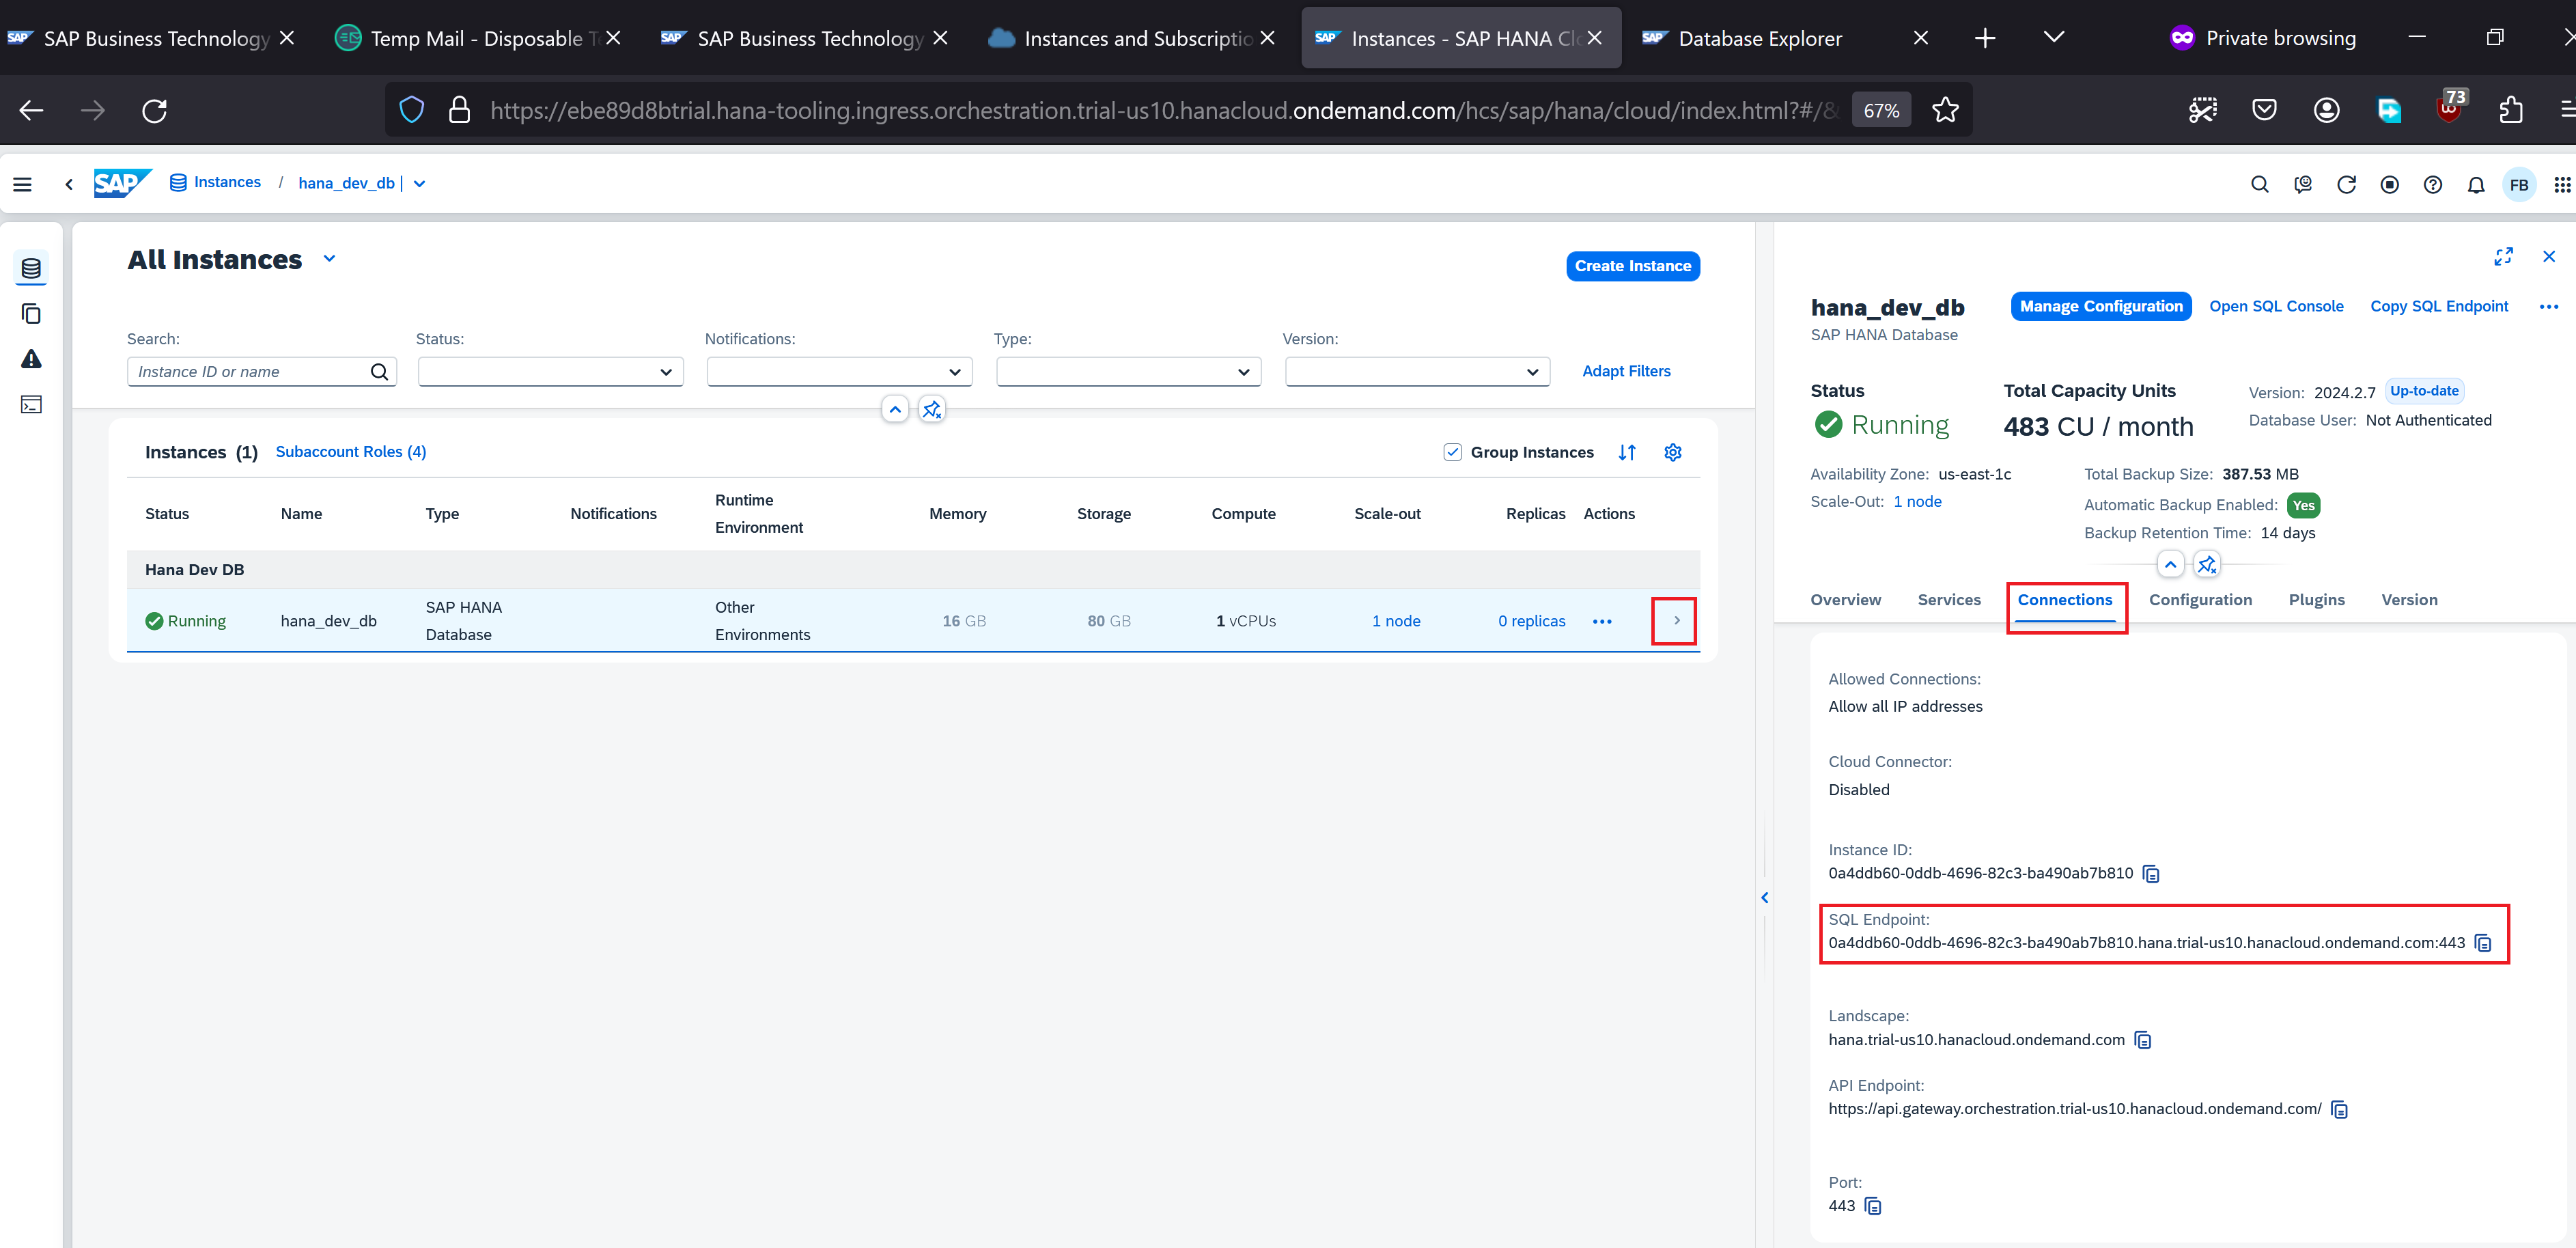 SAP SAP Business Technology
Temp Mail - Disposable
SAP SAP Business Technology
Instances and Subscriptio
SAP Instances - SAP HANA Clo
SAP Database Explorer
Private browsing
https://ebe89d8btrial.hana-tooling.ingress.orchestration.trial-us10.hanacloud.ondemand.com/hcs/sap/hana/cloud/index.html?#/&
67%
73
SAP
Instances / hana_dev_db |
FB
All Instances
Create Instance
Search:
Status:
Notifications:
Type:
Version:
Instance ID or name
Adapt Filters
Instances (1)
Subaccount Roles (4)
Group Instances
Status
Name
Type
Notifications
Runtime
Environment
Memory
Storage
Compute
Scale-out
Replicas
Actions
Hana Dev DB
Running
hana_dev_db
SAP HANA
Database
Other
Environments
16 GB
80 GB
1 vCPUs
1 node
0 replicas
hana_dev_db
Manage Configuration
Open SQL Console
Copy SQL Endpoint
SAP HANA Database
Status
Running
Total Capacity Units
483 CU / month
Version: 2024.2.7 Up-to-date
Database User: Not Authenticated
Availability Zone: us-east-1c
Scale-Out: 1 node
Total Backup Size: 387.53 MB
Automatic Backup Enabled: Yes
Backup Retention Time: 14 days
Overview
Services
Connections
Configuration
Plugins
Version
Allowed Connections:
Allow all IP addresses
Cloud Connector:
Disabled
Instance ID:
0a4ddb60-0ddb-4696-82c3-ba490ab7b810
SQL Endpoint:
0a4ddb60-0ddb-4696-82c3-ba490ab7b810.hana.trial-us10.hanacloud.ondemand.com:443
Landscape:
hana.trial-us10.hanacloud.ondemand.com
API Endpoint:
https://api.gateway.orchestration.trial-us10.hanacloud.ondemand.com/
Port:
443